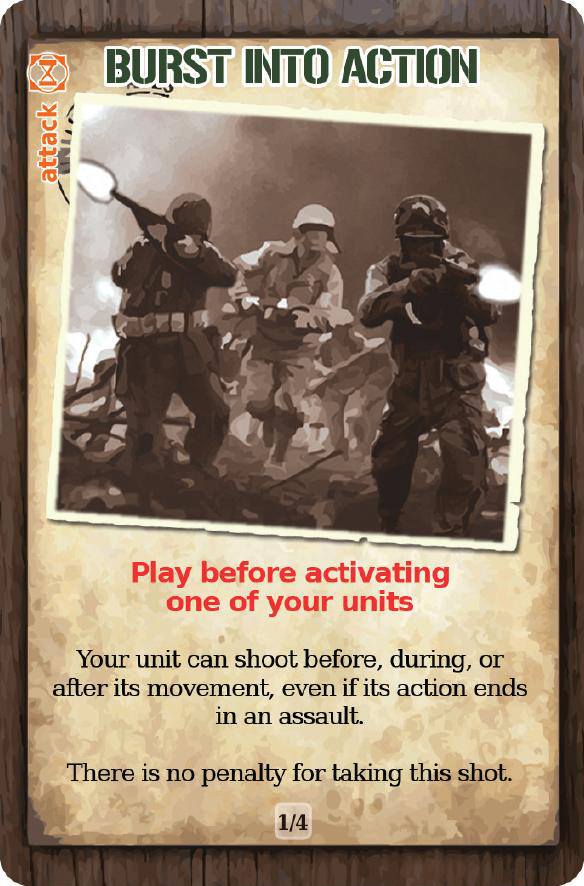 BURST INTO ACTION
attack
Play before activating
one of your units
Your unit can shoot before, during, or
after its movement, even if its action ends
in an assault.
There is no penalty for taking this shot.
1/4